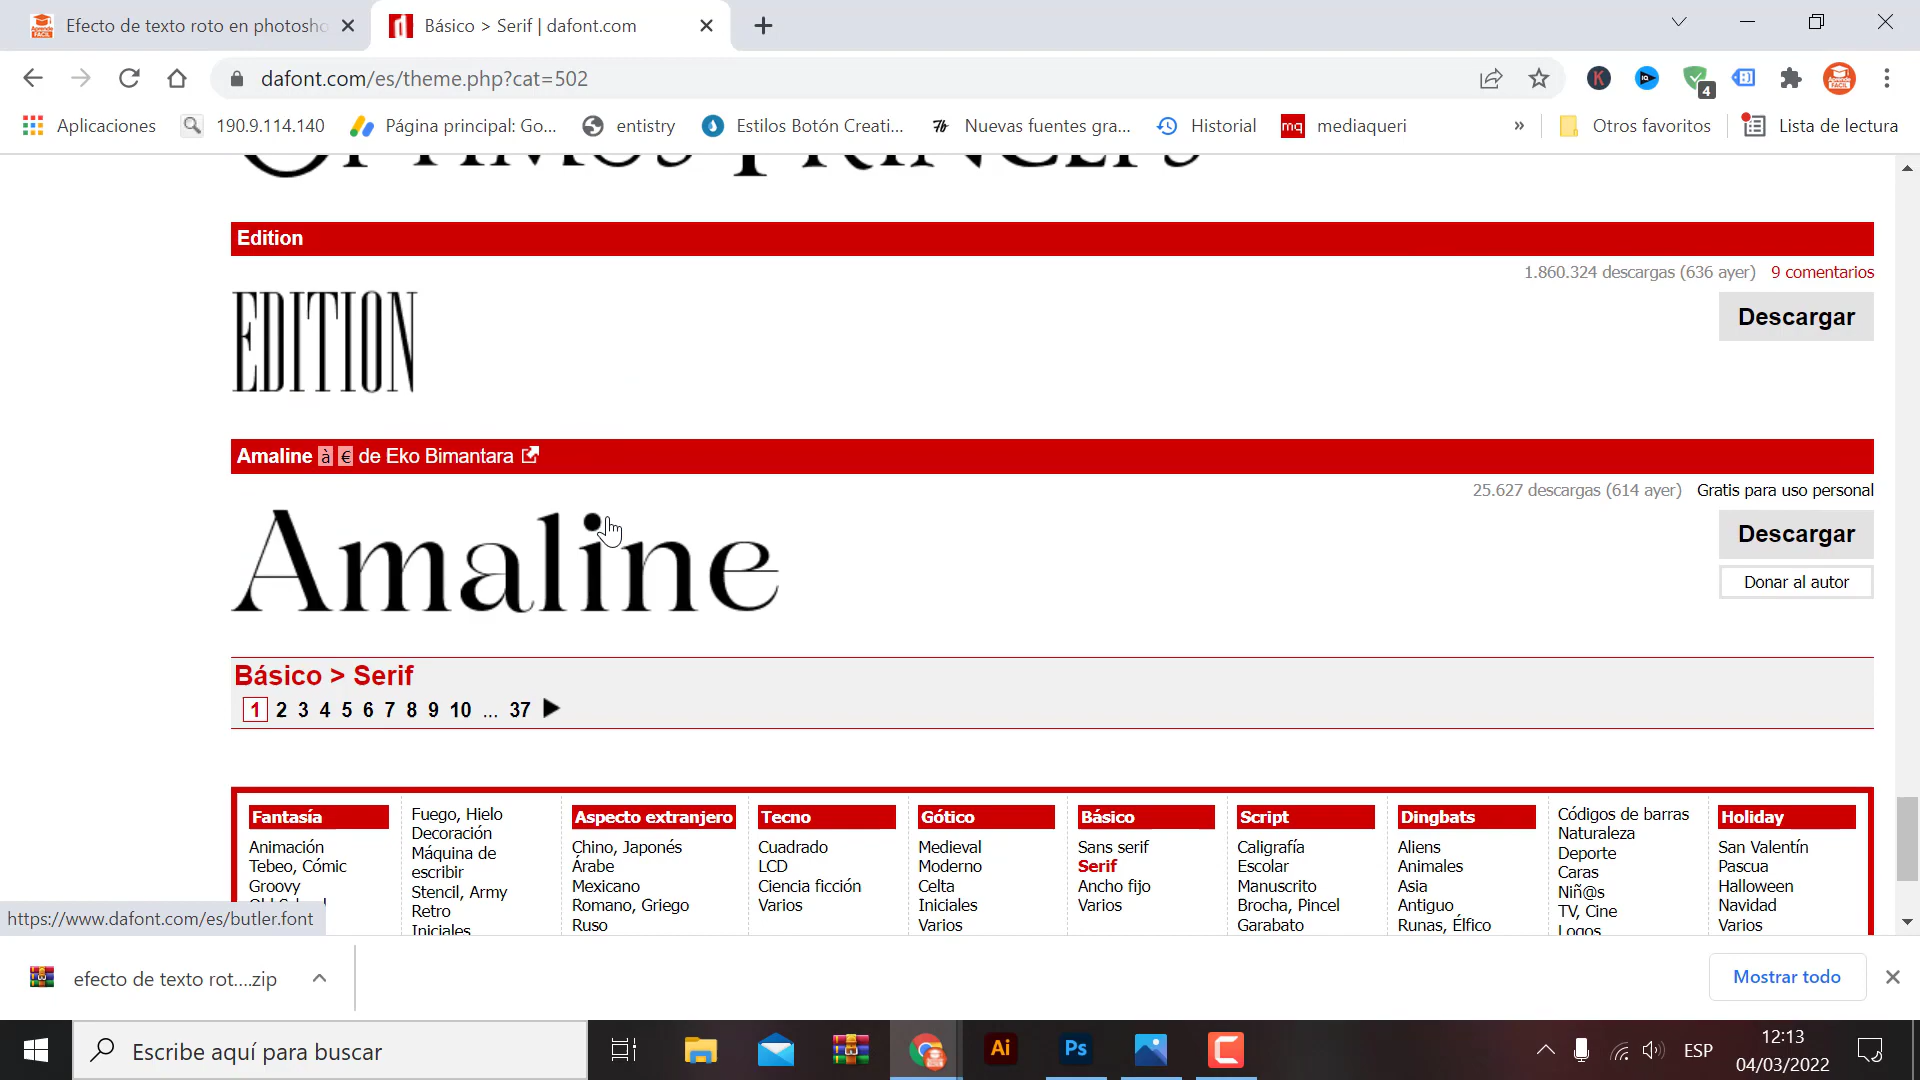 Efecto de texto roto en photosho
Básico > Serif | dafont.com
dafont.com/es/theme.php?cat=502
4
Aplicaciones
190.9.114.140
Página principal: Go...
entistry
Estilos Botón Creati...
Nuevas fuentes gra...
Historial
mq mediaqueri
»
Otros favoritos
Lista de lectura
OPTIMUS PRINCEPS
Edition
1.860.324 descargas (636 ayer) 9 comentarios
EDITION
Descargar
Amaline à € de Eko Bimantara
25.627 descargas (614 ayer) Gratis para uso personal
Amaline
Descargar
Donar al autor
Básico > Serif
1 2 3 4 5 6 7 8 9 10 ... 37
Fantasía
Animación
Tebeo, Cómic
Groovy
Old School
Fuego, Hielo
Decoración
Máquina de
escribir
Stencil, Army
Retro
Iniciales
Aspecto extranjero
Chino, Japonés
Árabe
Mexicano
Romano, Griego
Ruso
Tecno
Cuadrado
LCD
Ciencia ficción
Varios
Gótico
Medieval
Moderno
Celta
Iniciales
Varios
Básico
Sans serif
Serif
Ancho fijo
Varios
Script
Caligrafía
Escolar
Manuscrito
Brocha, Pincel
Garabato
Dingbats
Aliens
Animales
Asia
Antiguo
Runas, Élfico
Códigos de barras
Naturaleza
Deporte
Caras
Niñ@s
TV, Cine
Logos
Holiday
San Valentín
Pascua
Halloween
Navidad
Varios
https://www.dafont.com/es/butler.font
efecto de texto rot....zip
Mostrar todo
Escribe aquí para buscar
Ai
Ps
ESP
12:13
04/03/2022